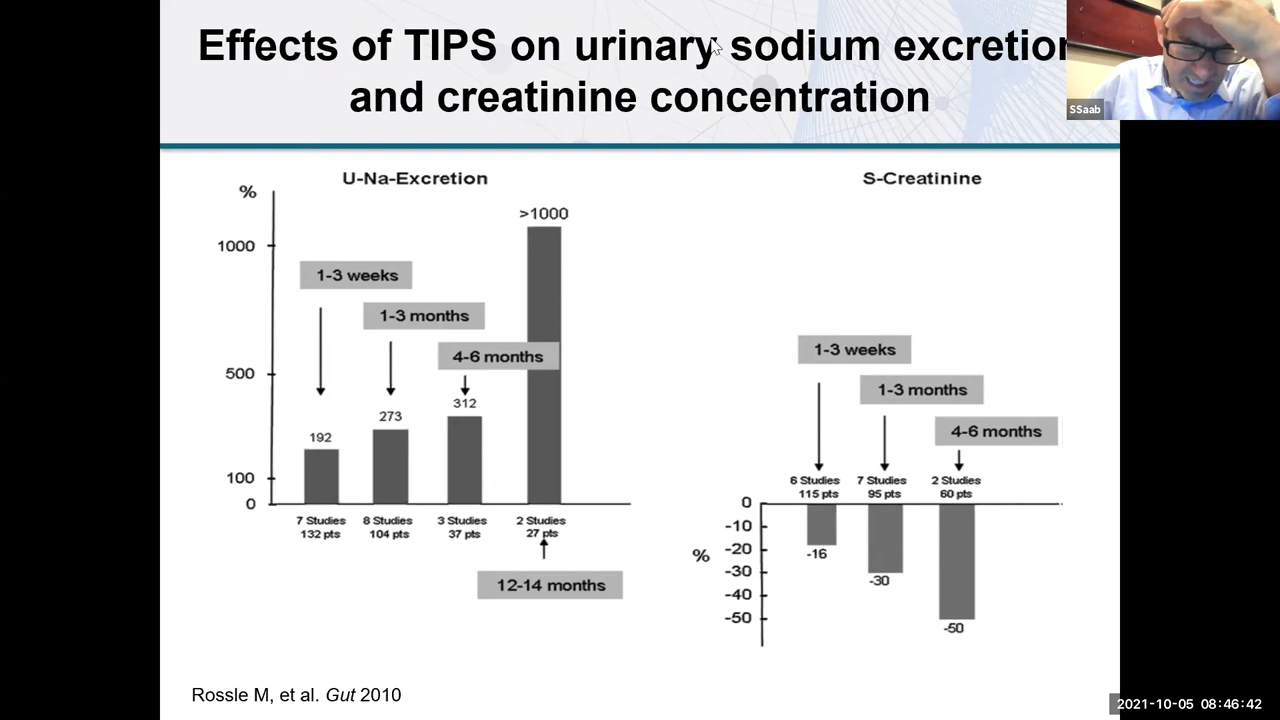 Effects of TIPS on urinary sodium excretion
and creatinine concentration
SSaab
U-Na-Excretion
%
1000
500
100
0
>1000
1-3 weeks
1-3 months
4-6 months
192
273
312
7 Studies
132 pts
8 Studies
104 pts
3 Studies
37 pts
2 Studies
27 pts
12-14 months
S-Creatinine
1-3 weeks
1-3 months
4-6 months
6 Studies
115 pts
7 Studies
95 pts
2 Studies
60 pts
%
0
-10
-20
-30
-40
-50
-16
-30
-50
Rossle M, et al. Gut 2010
2021-10-05 08:46:42